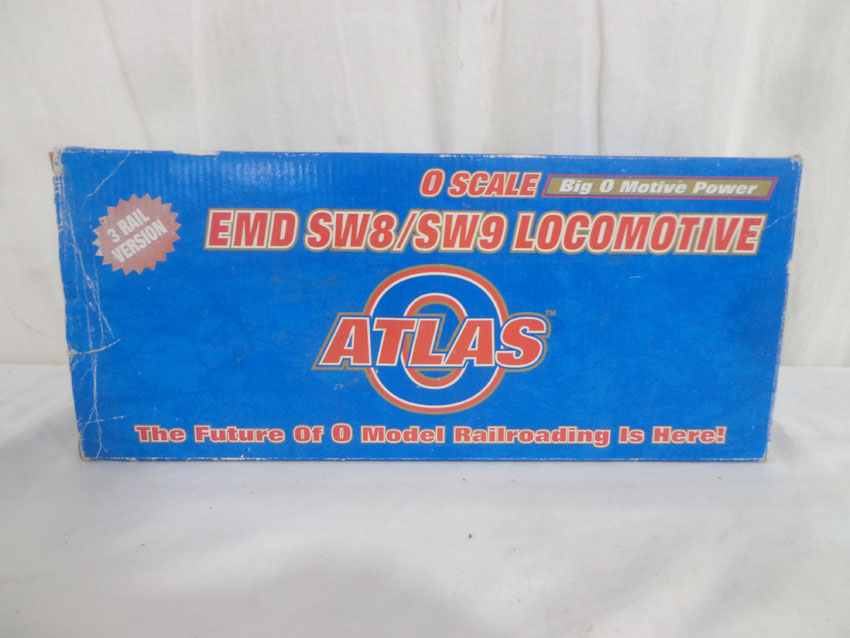 O SCALE Big O Motive Power
3 RAIL
VERSION
EMD SW8/SW9 LOCOMOTIVE
ATLAS O ™
The Future Of O Model Railroading Is Here!